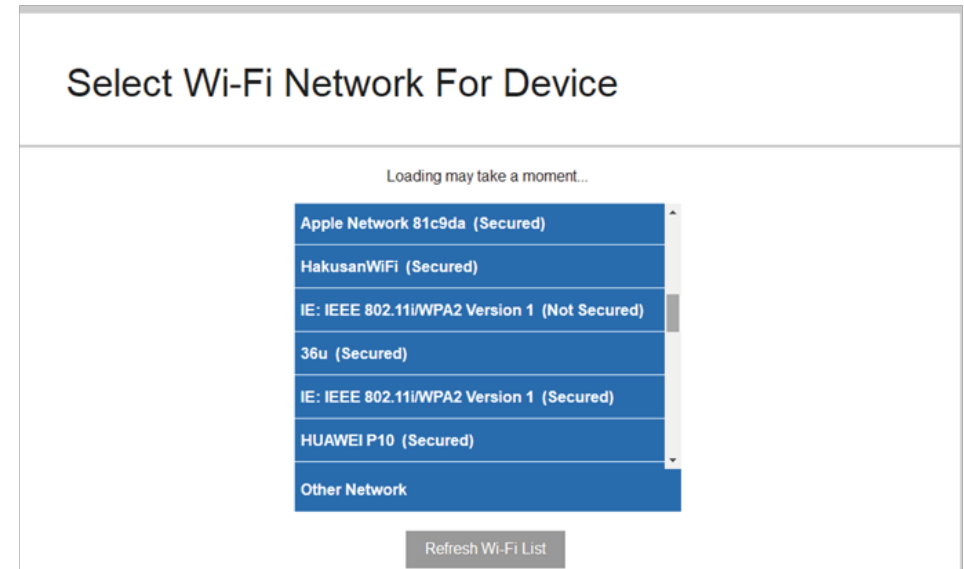 Select Wi-Fi Network For Device
Loading may take a moment...
Apple Network 81c9da (Secured)
HakusanWiFi (Secured)
IE: IEEE 802.11i/WPA2 Version 1 (Not Secured)
36u (Secured)
IE: IEEE 802.11i/WPA2 Version 1 (Secured)
HUAWEI P10 (Secured)
Other Network
Refresh Wi-Fi List